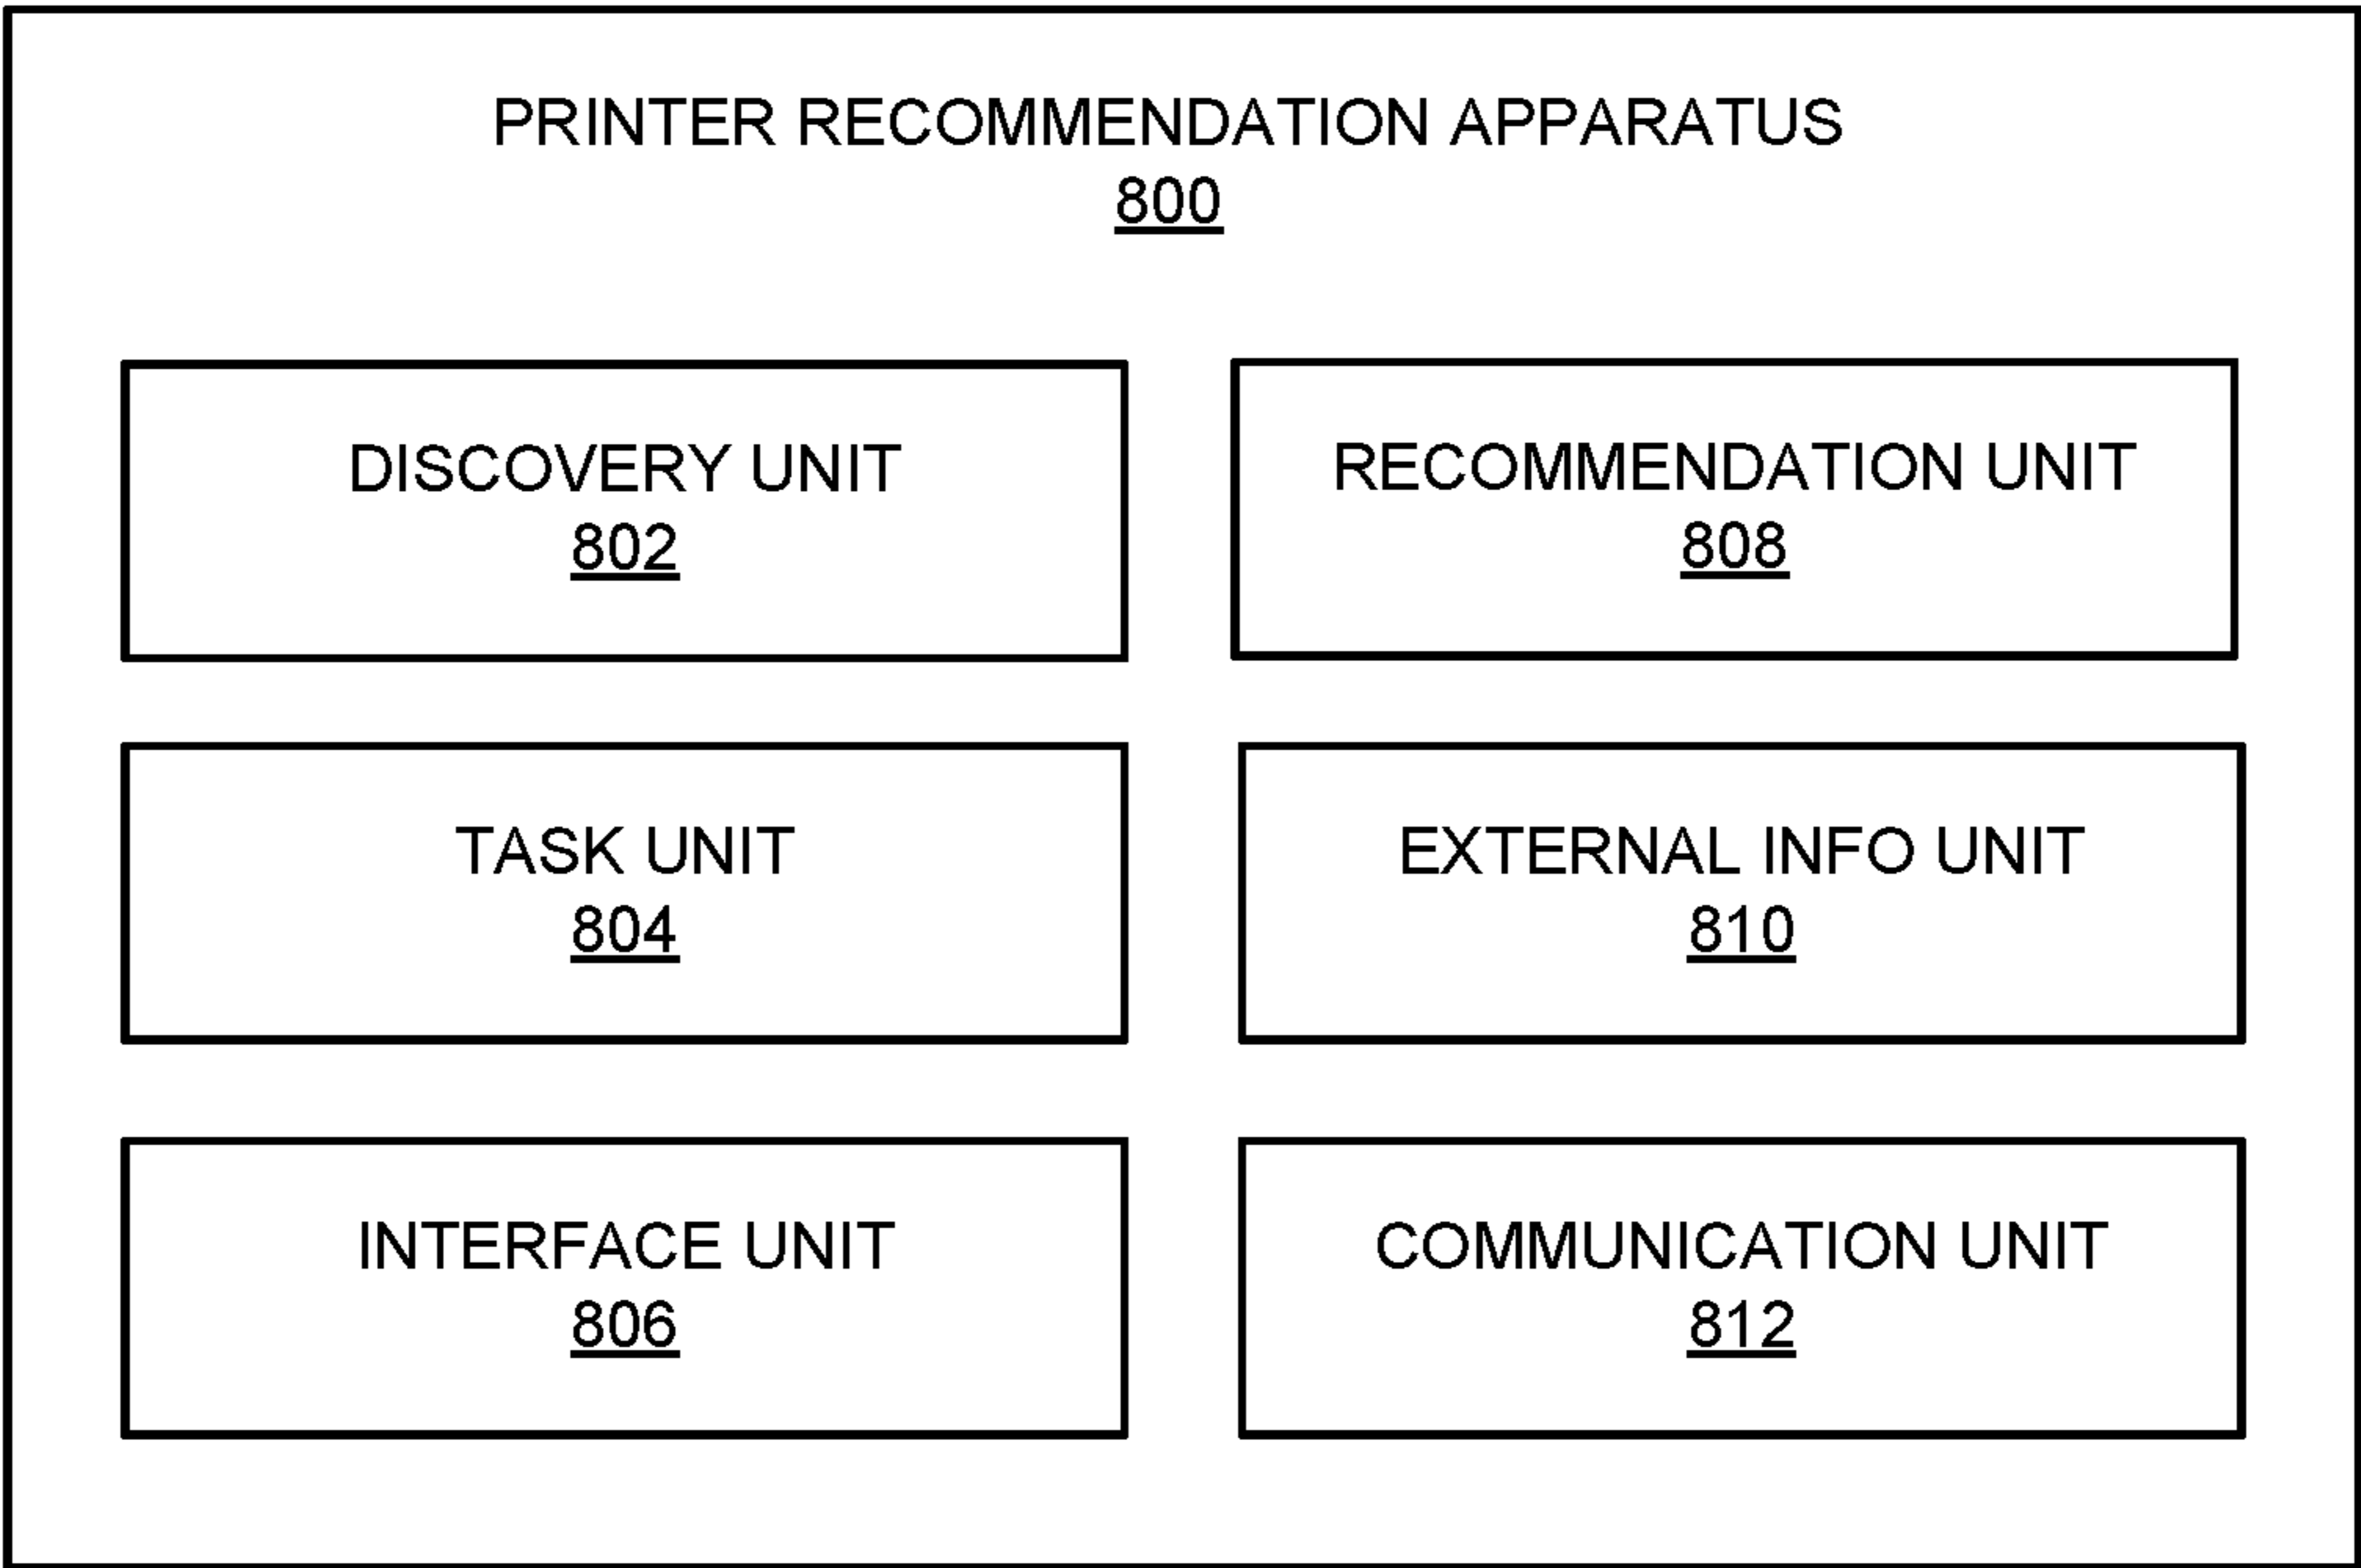 PRINTER RECOMMENDATION APPARATUS
800
DISCOVERY UNIT
802
RECOMMENDATION UNIT
808
TASK UNIT
804
EXTERNAL INFO UNIT
810
INTERFACE UNIT
806
COMMUNICATION UNIT
812